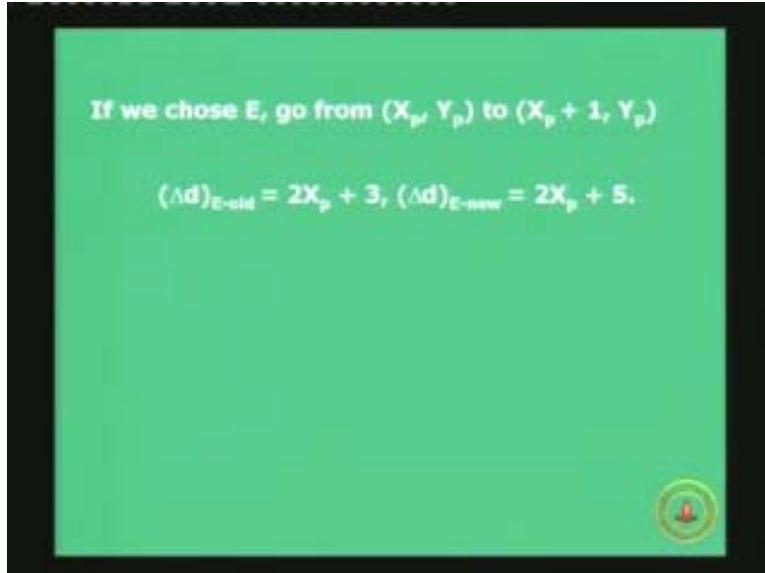 If we chose E, go from (Xp, Yp) to (Xp + 1, Yp)
(Δd)E-old = 2Xp + 3, (Δd)E-new = 2Xp + 5.